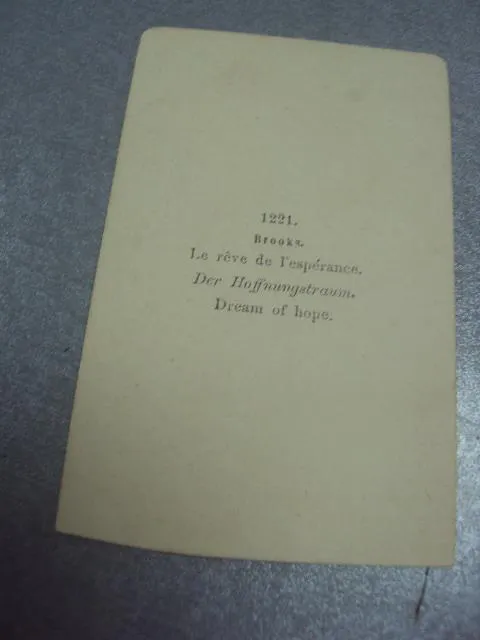 1221.
Brooks.
Le rêve de l'espérance.
Der Hoffnungstraum.
Dream of hope.